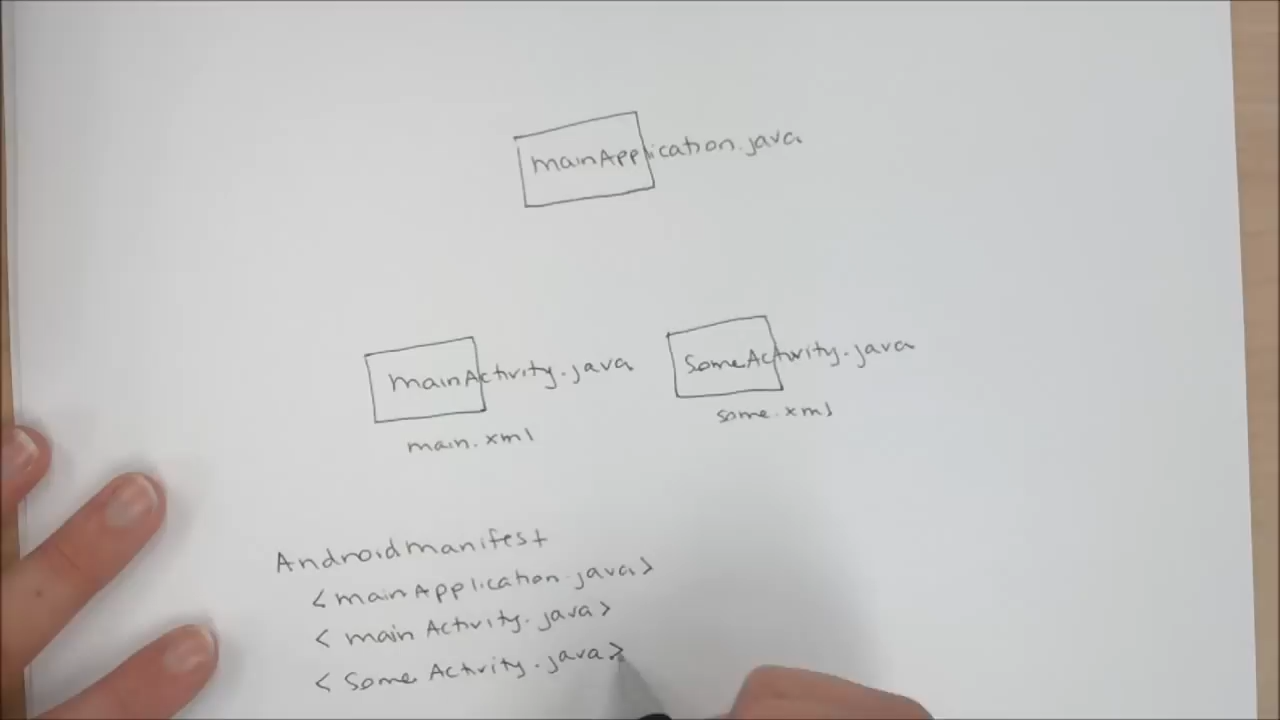 mainApplication.java
mainActivity.java
SomeActivity.java
main.xml
some.xml
Androidmanifest
<mainApplication.java>
<main Activity.java>
<Some Activity.java>